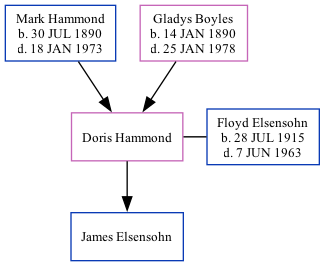 Mark Hammond
b. 30 JUL 1890
d. 18 JAN 1973
Gladys Boyles
b. 14 JAN 1890
d. 25 JAN 1978
Doris Hammond
Floyd Elsensohn
b. 28 JUL 1915
d. 7 JUN 1963
James Elsensohn